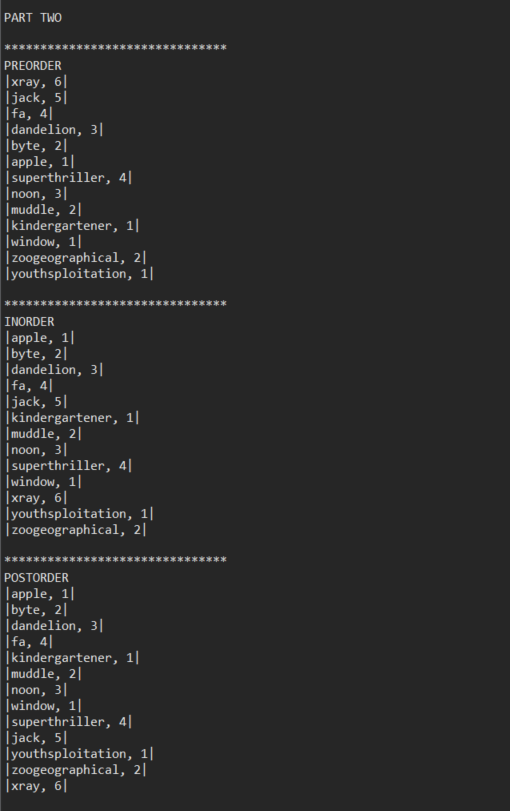 PART TWO
*******************************
PREORDER
|xray, 6|
|jack, 5|
|fa, 4|
|dandelion, 3|
|byte, 2|
|apple, 1|
|superthriller, 4|
|noon, 3|
|muddle, 2|
|kindergartener, 1|
|window, 1|
|zoogeographical, 2|
|youthsploitation, 1|
*******************************
INORDER
|apple, 1|
|byte, 2|
|dandelion, 3|
|fa, 4|
|jack, 5|
|kindergartener, 1|
|muddle, 2|
|noon, 3|
|superthriller, 4|
|window, 1|
|xray, 6|
|youthsploitation, 1|
|zoogeographical, 2|
*******************************
POSTORDER
|apple, 1|
|byte, 2|
|dandelion, 3|
|fa, 4|
|kindergartener, 1|
|muddle, 2|
|noon, 3|
|window, 1|
|superthriller, 4|
|jack, 5|
|youthsploitation, 1|
|zoogeographical, 2|
|xray, 6|